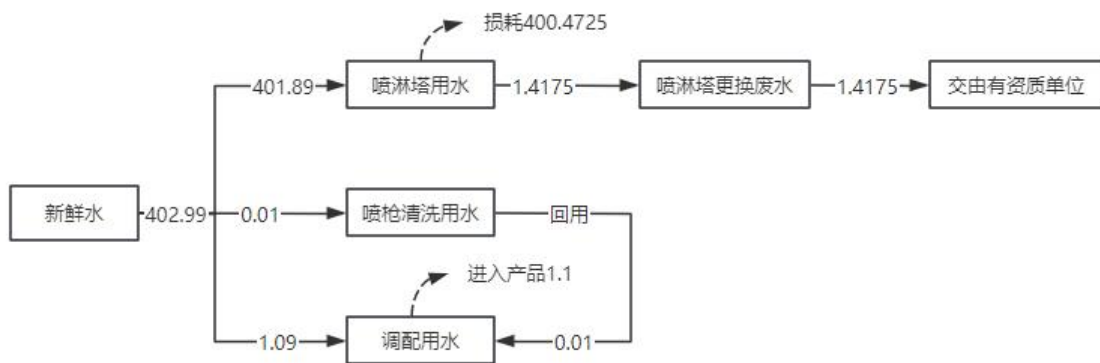 损耗400.4725
401.89
喷淋塔用水
1.4175
喷淋塔更换废水
1.4175
交由有资质单位
新鲜水
402.99
0.01
喷枪清洗用水
回用
进入产品1.1
1.09
调配用水
0.01